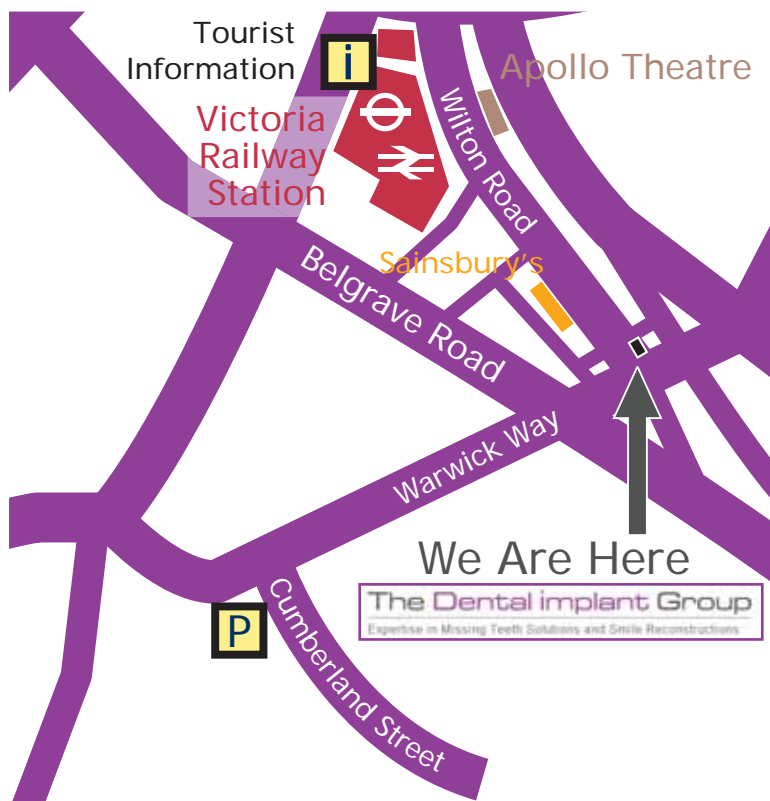 Tourist
Information
i
Apollo Theatre
Victoria
Railway
Station
Wilton Road
Sainsbury's
Belgrave Road
Warwick Way
We Are Here
The Dental implant Group
Expertise in Missing Teeth Solutions and Smile Reconstructions
P
Cumberland Street